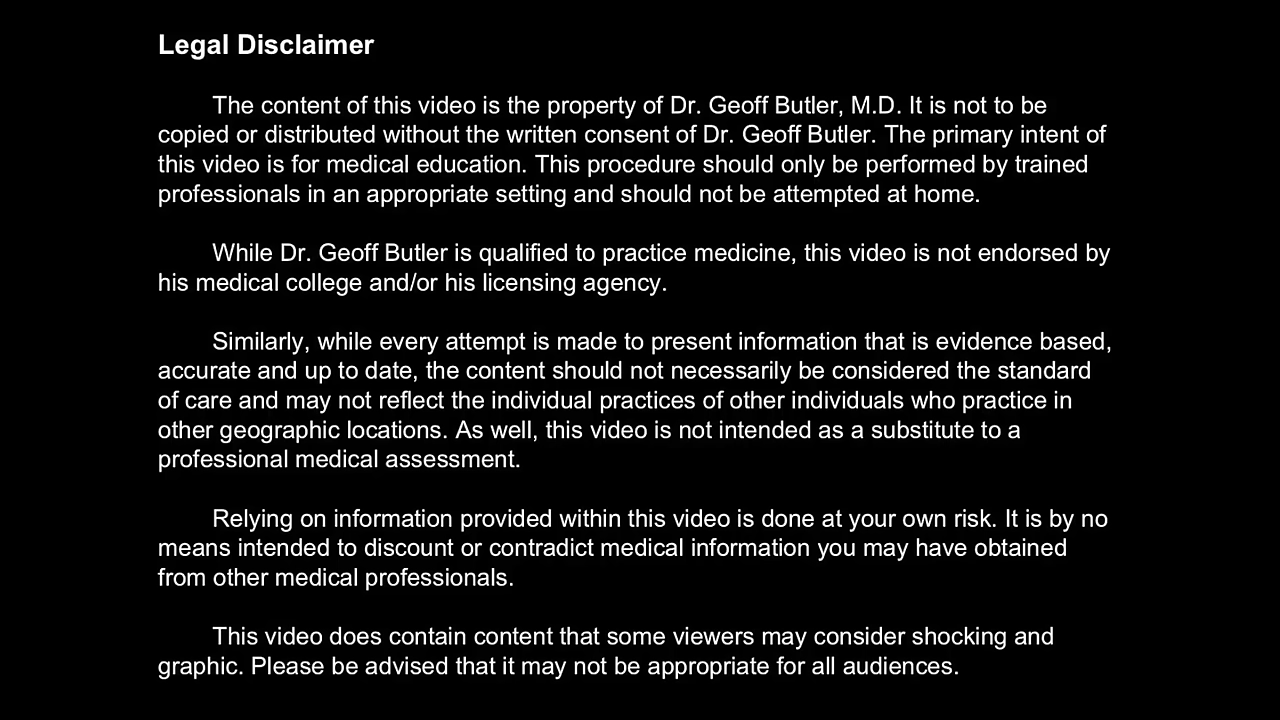 Legal Disclaimer
The content of this video is the property of Dr. Geoff Butler, M.D. It is not to be
copied or distributed without the written consent of Dr. Geoff Butler. The primary intent of
this video is for medical education. This procedure should only be performed by trained
professionals in an appropriate setting and should not be attempted at home.
While Dr. Geoff Butler is qualified to practice medicine, this video is not endorsed by
his medical college and/or his licensing agency.
Similarly, while every attempt is made to present information that is evidence based,
accurate and up to date, the content should not necessarily be considered the standard
of care and may not reflect the individual practices of other individuals who practice in
other geographic locations. As well, this video is not intended as a substitute to a
professional medical assessment.
Relying on information provided within this video is done at your own risk. It is by no
means intended to discount or contradict medical information you may have obtained
from other medical professionals.
This video does contain content that some viewers may consider shocking and
graphic. Please be advised that it may not be appropriate for all audiences.